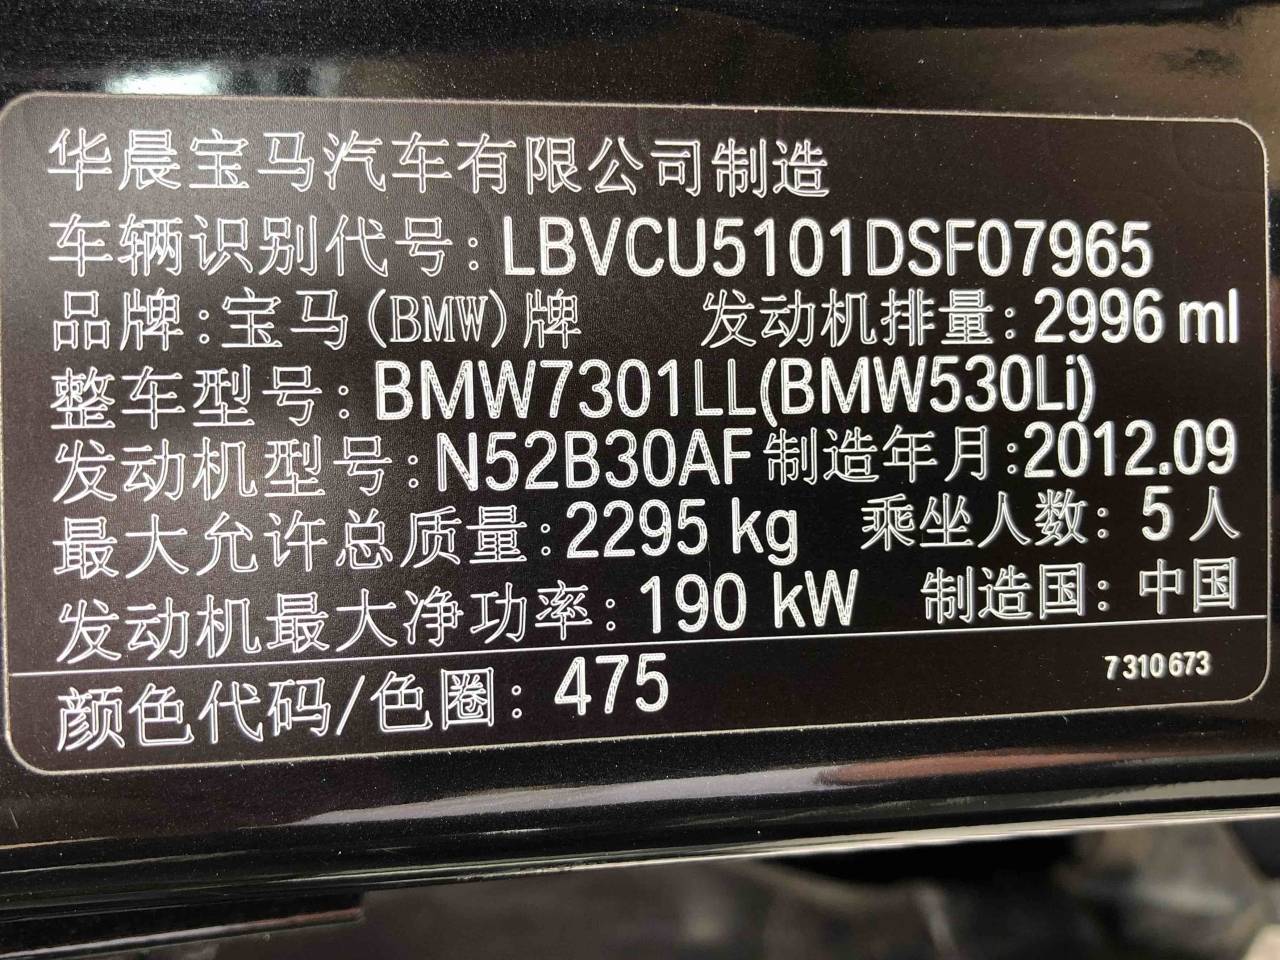 华晨宝马汽车有限公司制造
车辆识别代号：LBVCU5101DSF07965
品牌：宝马(BMW)牌 发动机排量：2996 ml
整车型号：BMW7301LL(BMW530Li)
发动机型号：N52B30AF 制造年月：2012.09
最大允许总质量：2295 kg 乘坐人数：5 人
发动机最大净功率：190 kW 制造国：中国
7310673
颜色代码/色圈：475